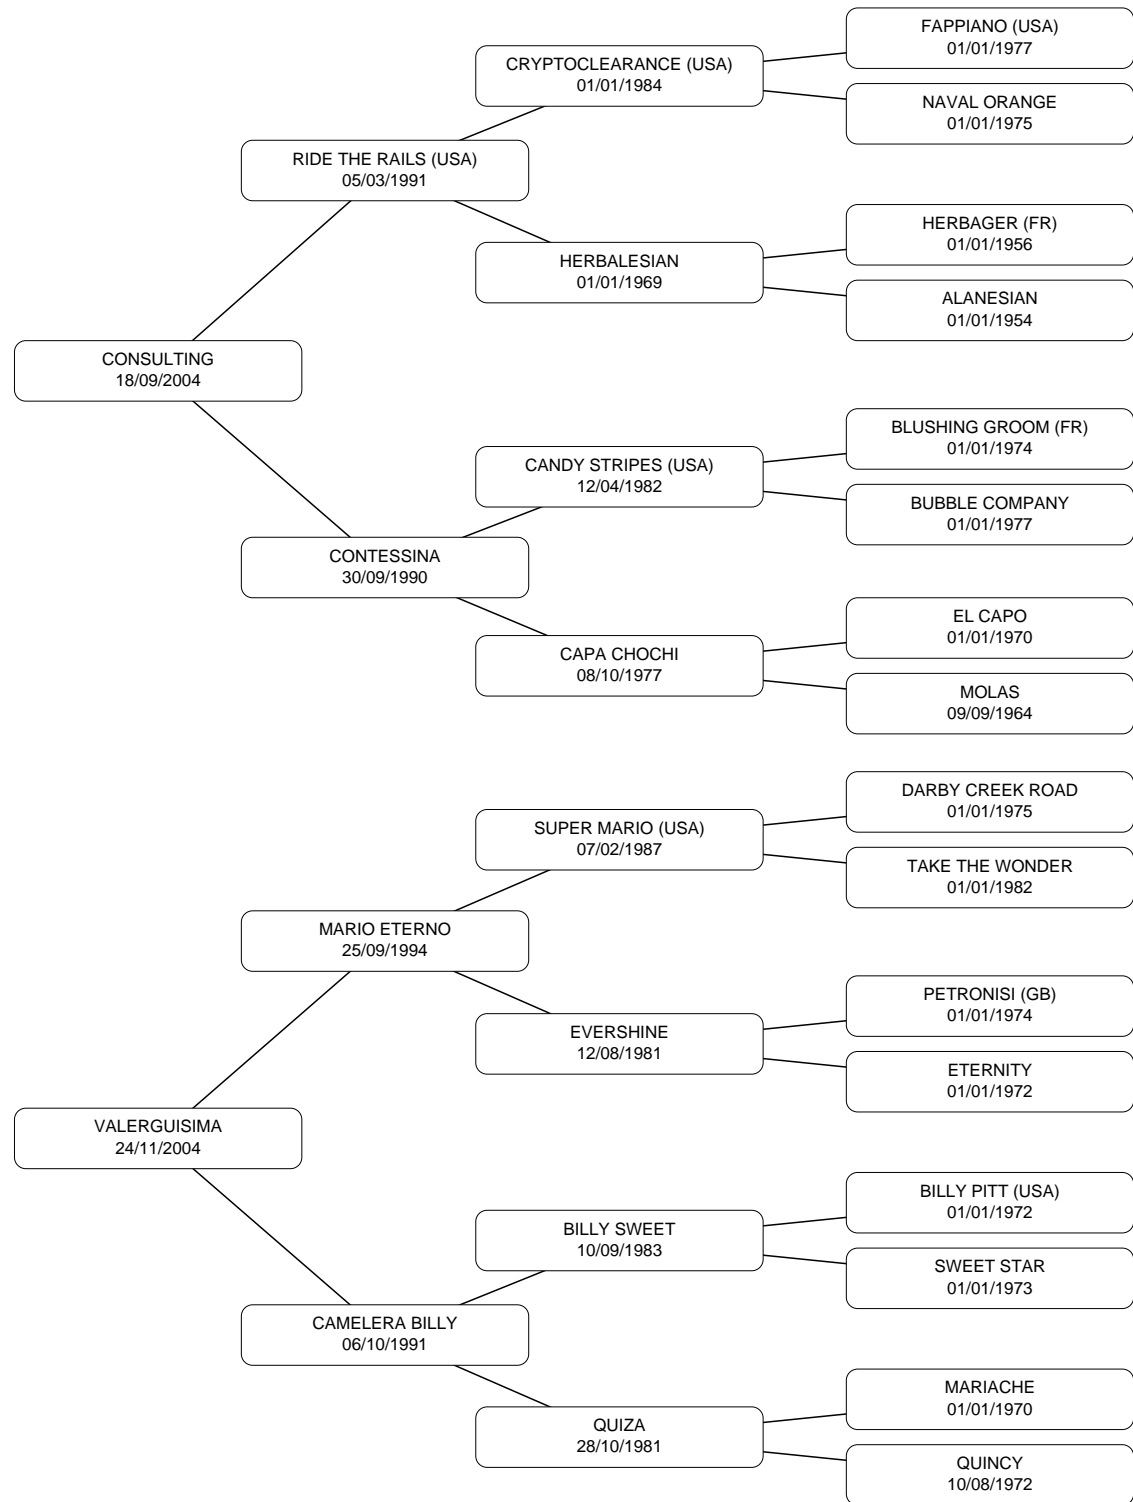 FAPPIANO (USA)
01/01/1977
CRYPTOCLEARANCE (USA)
01/01/1984
NAVAL ORANGE
01/01/1975
RIDE THE RAILS (USA)
05/03/1991
HERBAGER (FR)
01/01/1956
HERBALESIAN
01/01/1969
ALANESIAN
01/01/1954
CONSULTING
18/09/2004
BLUSHING GROOM (FR)
01/01/1974
CANDY STRIPES (USA)
12/04/1982
BUBBLE COMPANY
01/01/1977
CONTESSINA
30/09/1990
EL CAPO
01/01/1970
CAPA CHOCHI
08/10/1977
MOLAS
09/09/1964
DARBY CREEK ROAD
01/01/1975
SUPER MARIO (USA)
07/02/1987
TAKE THE WONDER
01/01/1982
MARIO ETERNO
25/09/1994
PETRONISI (GB)
01/01/1974
EVERSHINE
12/08/1981
ETERNITY
01/01/1972
VALERGUISIMA
24/11/2004
BILLY PITT (USA)
01/01/1972
BILLY SWEET
10/09/1983
SWEET STAR
01/01/1973
CAMELERA BILLY
06/10/1991
MARIACHE
01/01/1970
QUIZA
28/10/1981
QUINCY
10/08/1972